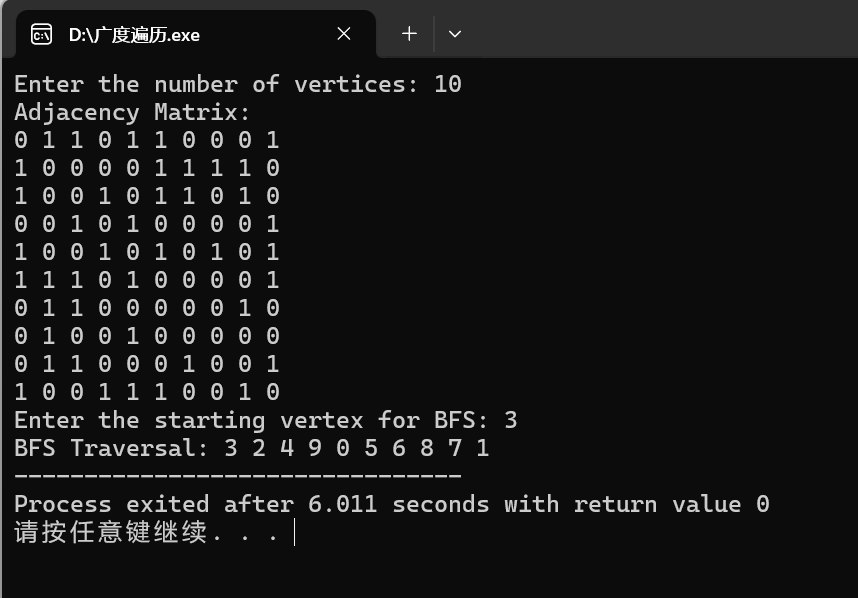 D:\广度遍历.exe
Enter the number of vertices: 10
Adjacency Matrix:
0 1 1 0 1 1 0 0 0 1
1 0 0 0 0 1 1 1 1 0
1 0 0 1 0 1 1 0 1 0
0 0 1 0 1 0 0 0 0 1
1 0 0 1 0 1 0 1 0 1
1 1 1 0 1 0 0 0 0 1
0 1 1 0 0 0 0 0 1 0
0 1 0 0 1 0 0 0 0 0
0 1 1 0 0 0 1 0 0 1
1 0 0 1 1 1 0 0 1 0
Enter the starting vertex for BFS: 3
BFS Traversal: 3 2 4 9 0 5 6 8 7 1
--------------------------------
Process exited after 6.011 seconds with return value 0
请按任意键继续. . .